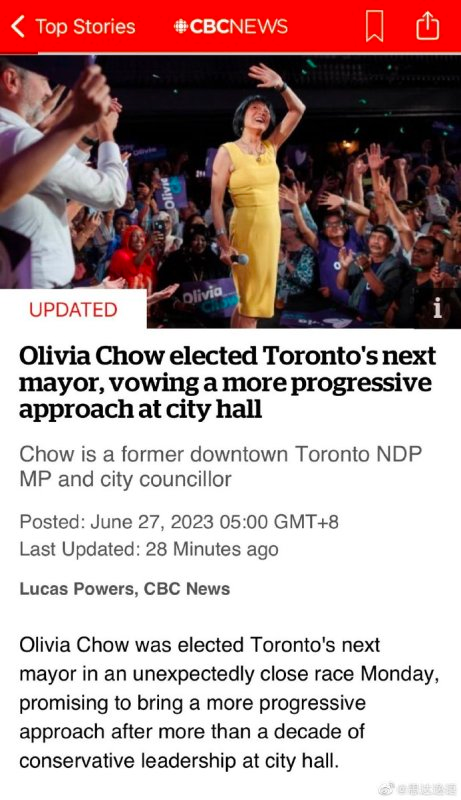 Top Stories
CBCNEWS
Olivia
Olivia
CHOW
UPDATED
i
Olivia Chow elected Toronto's next
mayor, vowing a more progressive
approach at city hall
Chow is a former downtown Toronto NDP
MP and city councillor
Posted: June 27, 2023 05:00 GMT+8
Last Updated: 28 Minutes ago
Lucas Powers, CBC News
Olivia Chow was elected Toronto's next
mayor in an unexpectedly close race Monday,
promising to bring a more progressive
approach after more than a decade of
conservative leadership at city hall.